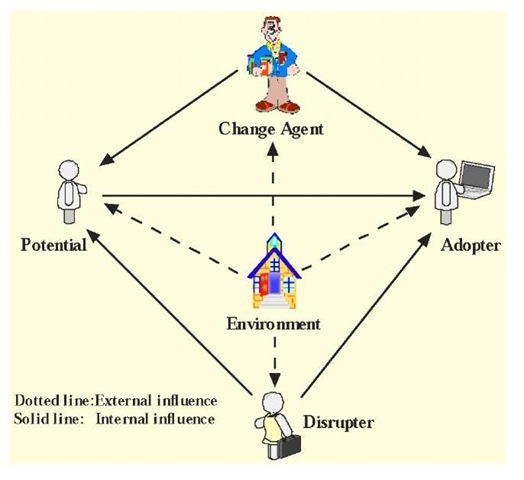 Change Agent
Potential
Adopter
Environment
Dotted line:External influence
Solid line: Internal influence
Disrupter